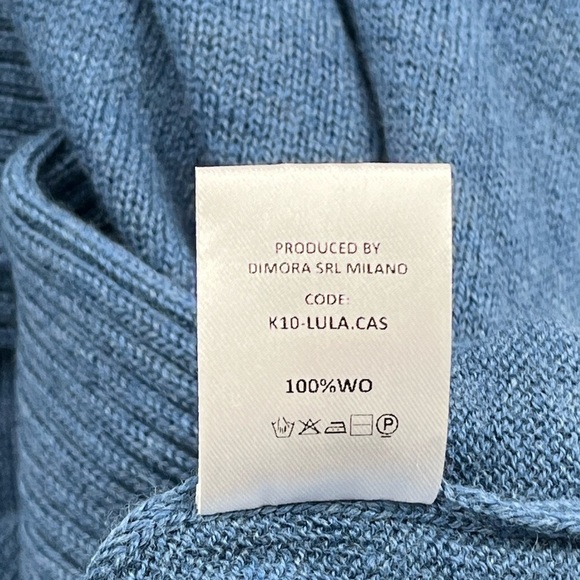 PRODUCED BY
DIMORA SRL MILANO
CODE:
K10-LULA.CAS
100%WO
P